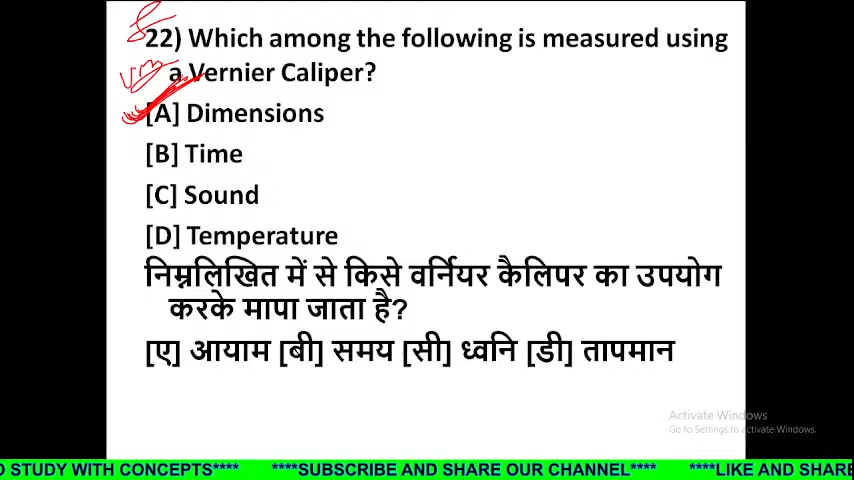 22) Which among the following is measured using
a Vernier Caliper?
[A] Dimensions
[B] Time
[C] Sound
[D] Temperature
निम्नलिखित में से किसे वर्नियर कैलिपर का उपयोग
करके मापा जाता है?
[ए] आयाम [बी] समय [सी] ध्वनि [डी] तापमान
Activate Windows
Go to Settings to activate Windows.
O STUDY WITH CONCEPTS**** ****SUBSCRIBE AND SHARE OUR CHANNEL**** ****LIKE AND SHARE